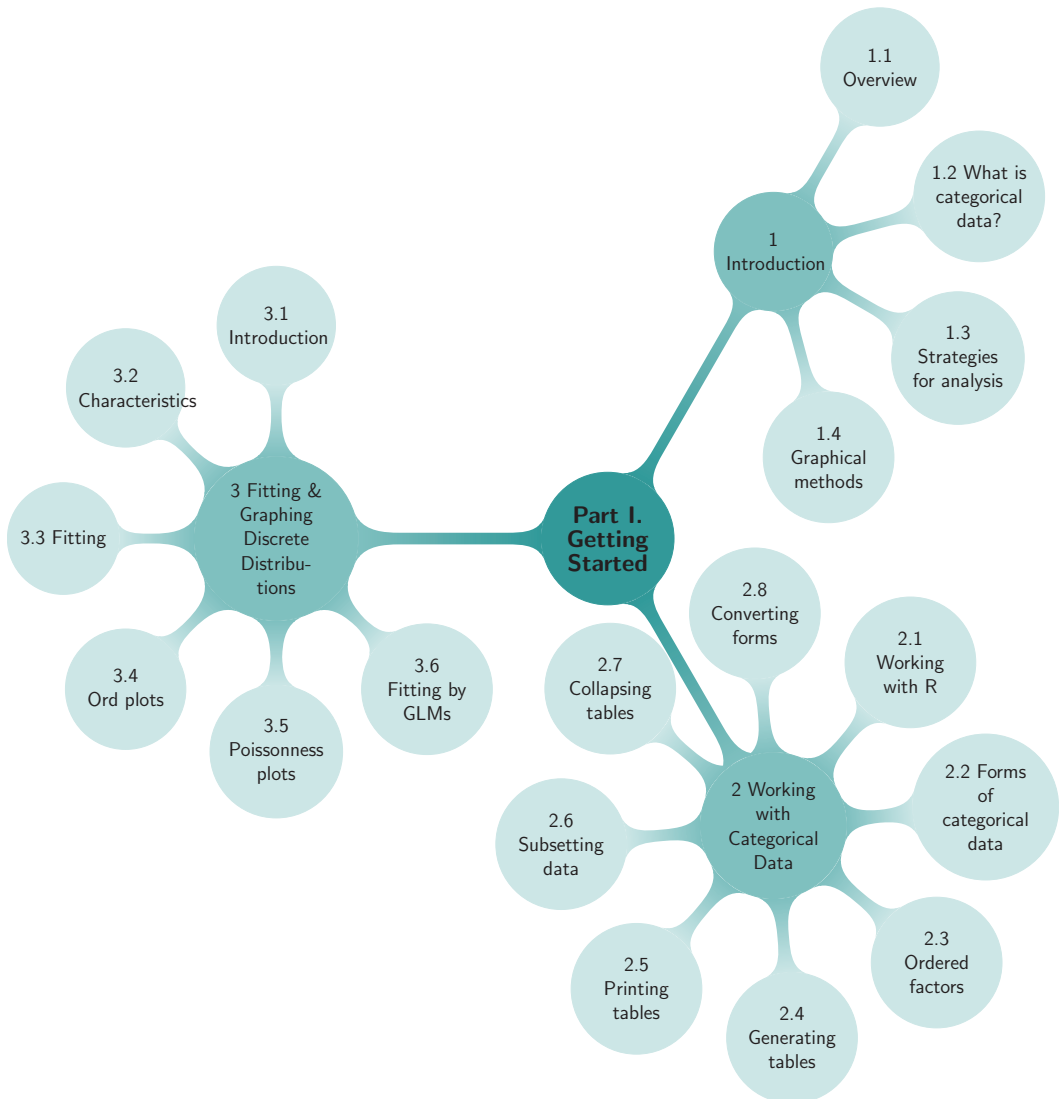 Part I.
Getting
Started
1
Introduction
1.1
Overview
1.2 What is
categorical
data?
1.3
Strategies
for analysis
1.4
Graphical
methods
2 Working
with
Categorical
Data
2.1
Working
with R
2.2 Forms
of
categorical
data
2.3
Ordered
factors
2.4
Generating
tables
2.5
Printing
tables
2.6
Subsetting
data
2.7
Collapsing
tables
2.8
Converting
forms
3 Fitting &
Graphing
Discrete
Distribu-
tions
3.1
Introduction
3.2
Characteristics
3.3 Fitting
3.4
Ord plots
3.5
Poissonness
plots
3.6
Fitting by
GLMs